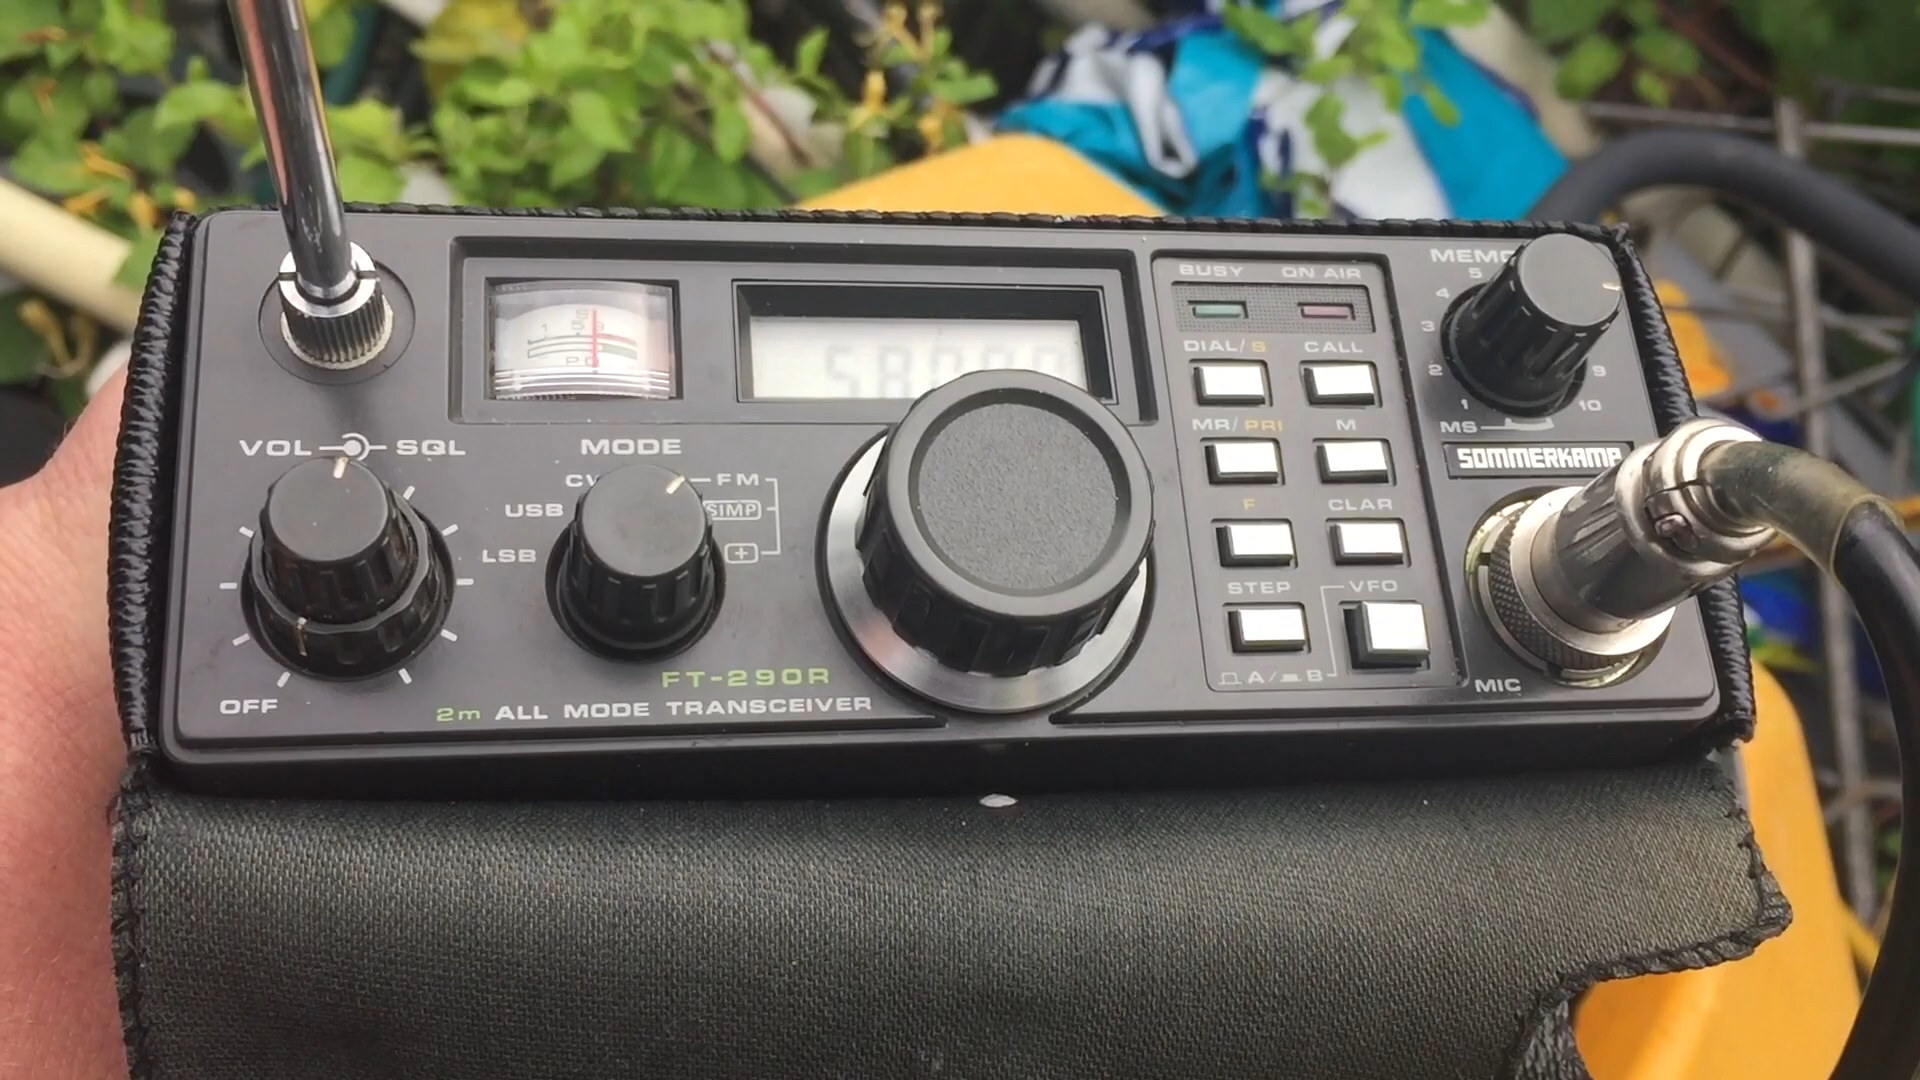 BUSY ON AIR
MEMO
5
4
3
2
1
9
10
MS
DIAL/S CALL
MR/PRI M
F CLAR
STEP VFO
A/ B
SOMMERKAMP
MIC
1
VOL SQL
OFF
MODE
FM
USB
SIMP
LSB
+
FT-290R
2m ALL MODE TRANSCEIVER